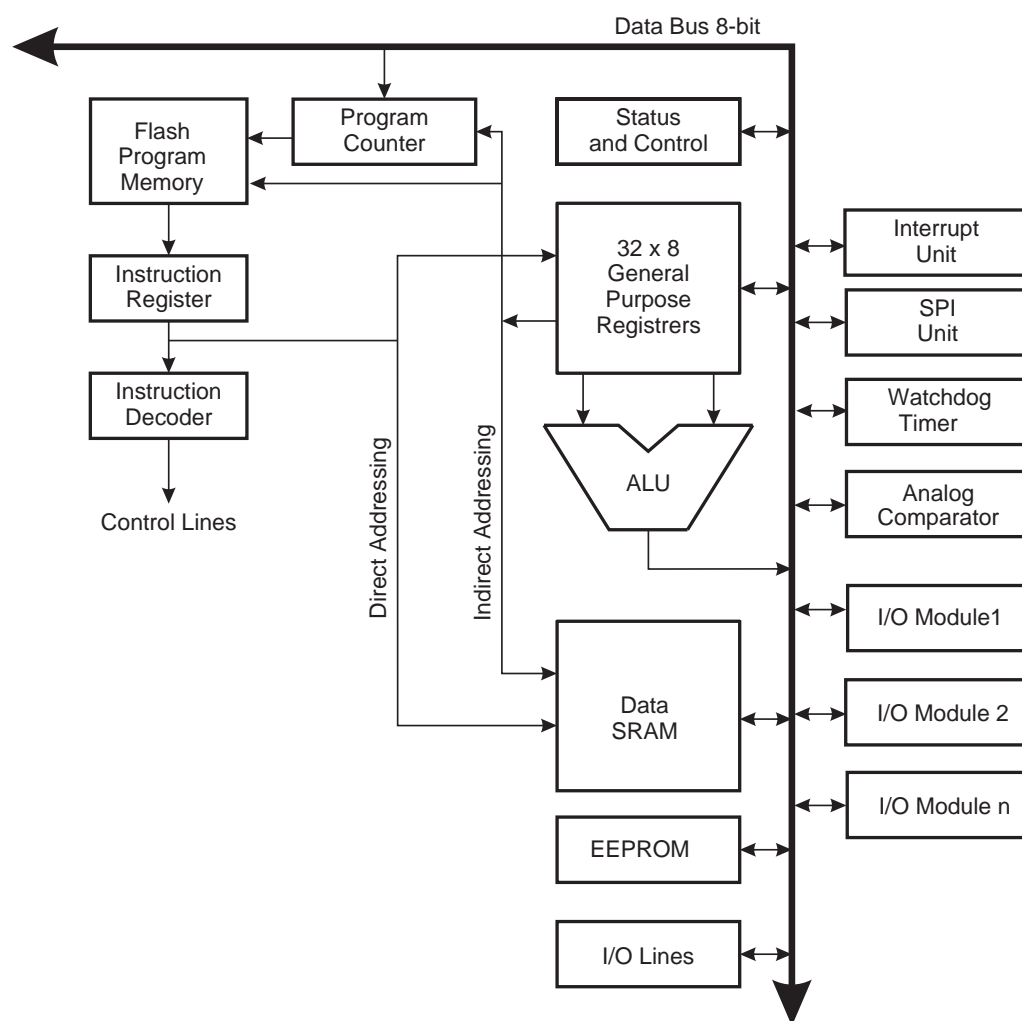 Data Bus 8-bit
Flash
Program
Memory
Program
Counter
Status
and Control
Instruction
Register
32 x 8
General
Purpose
Registrers
Interrupt
Unit
SPI
Unit
Instruction
Decoder
Watchdog
Timer
Control Lines
Direct Addressing
Indirect Addressing
ALU
Analog
Comparator
I/O Module1
Data
SRAM
I/O Module 2
I/O Module n
EEPROM
I/O Lines